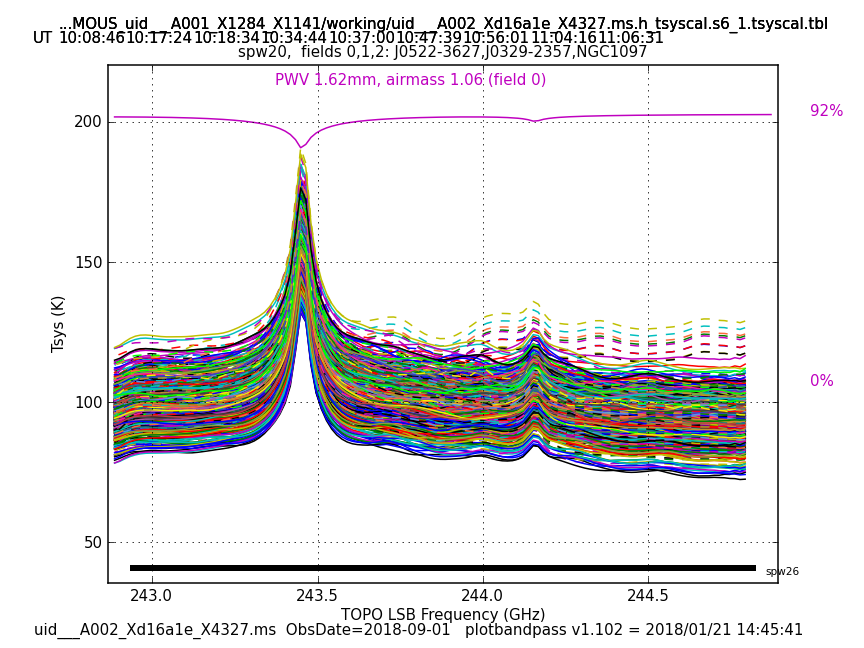 ...MOUS_uid___A001_X1284_X1141/working/uid___A002_Xd16a1e_X4327.ms.h_tsyscal.s6_1.tsyscal.tbl
UT 10:08:46 10:17:24 10:18:34 10:34:44 10:37:00 10:47:39 10:56:01 11:04:16 11:06:31
spw20, fields 0,1,2: J0522-3627,J0329-2357,NGC1097
PWV 1.62mm, airmass 1.06 (field 0)
92%
200
150
Tsys (K)
0%
100
50
spw26
243.0 243.5 244.0 244.5
TOPO LSB Frequency (GHz)
uid___A002_Xd16a1e_X4327.ms ObsDate=2018-09-01 plotbandpass v1.102 = 2018/01/21 14:45:41